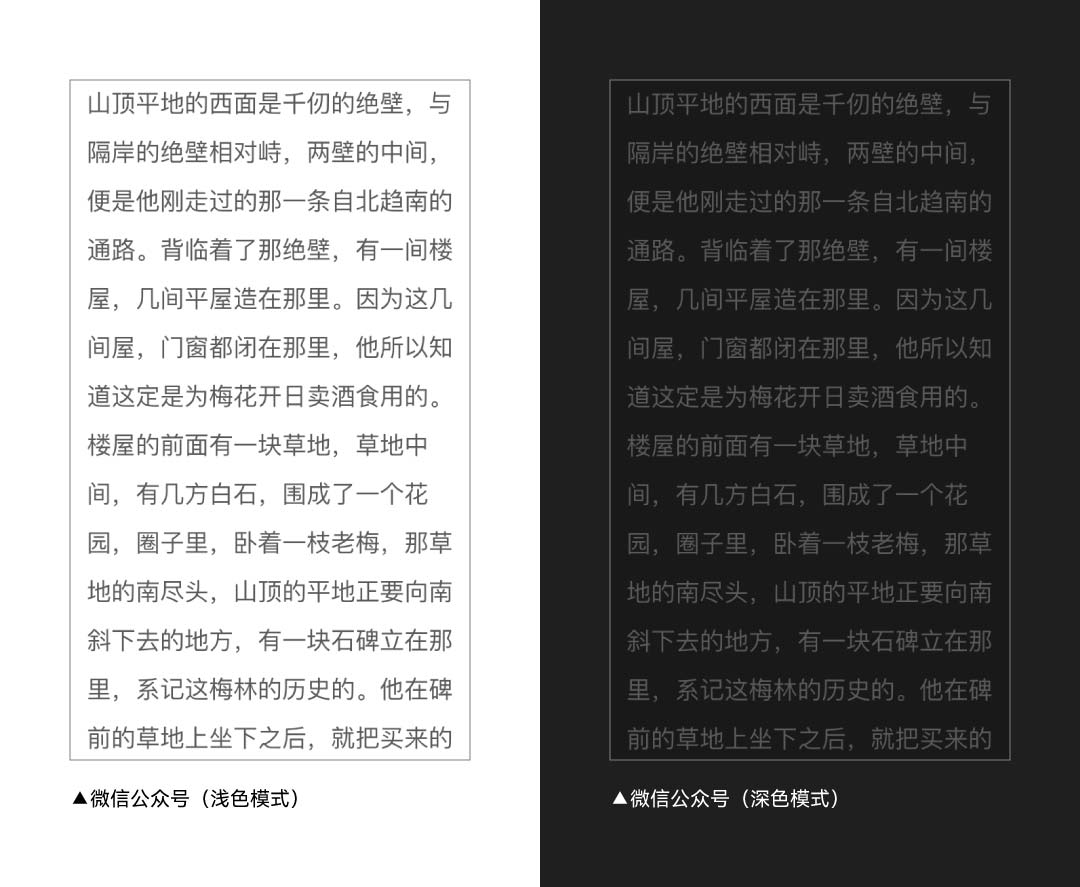 山顶平地的西面是千仞的绝壁，与
隔岸的绝壁相对峙，两壁的中间，
便是他刚走过的那一条自北趋南的
通路。背临着了那绝壁，有一间楼
屋，几间平屋造在那里。因为这几
间屋，门窗都闭在那里，他所以知
道这定是为梅花开日卖酒食用的。
楼屋的前面有一块草地，草地中
间，有几方白石，围成了一个花
园，圈子里，卧着一枝老梅，那草
地的南尽头，山顶的平地正要向南
斜下去的地方，有一块石碑立在那
里，系记这梅林的历史的。他在碑
前的草地上坐下之后，就把买来的
▲微信公众号（浅色模式）
山顶平地的西面是千仞的绝壁，与
隔岸的绝壁相对峙，两壁的中间，
便是他刚走过的那一条自北趋南的
通路。背临着了那绝壁，有一间楼
屋，几间平屋造在那里。因为这几
间屋，门窗都闭在那里，他所以知
道这定是为梅花开日卖酒食用的。
楼屋的前面有一块草地，草地中
间，有几方白石，围成了一个花
园，圈子里，卧着一枝老梅，那草
地的南尽头，山顶的平地正要向南
斜下去的地方，有一块石碑立在那
里，系记这梅林的历史的。他在碑
前的草地上坐下之后，就把买来的
▲微信公众号（深色模式）